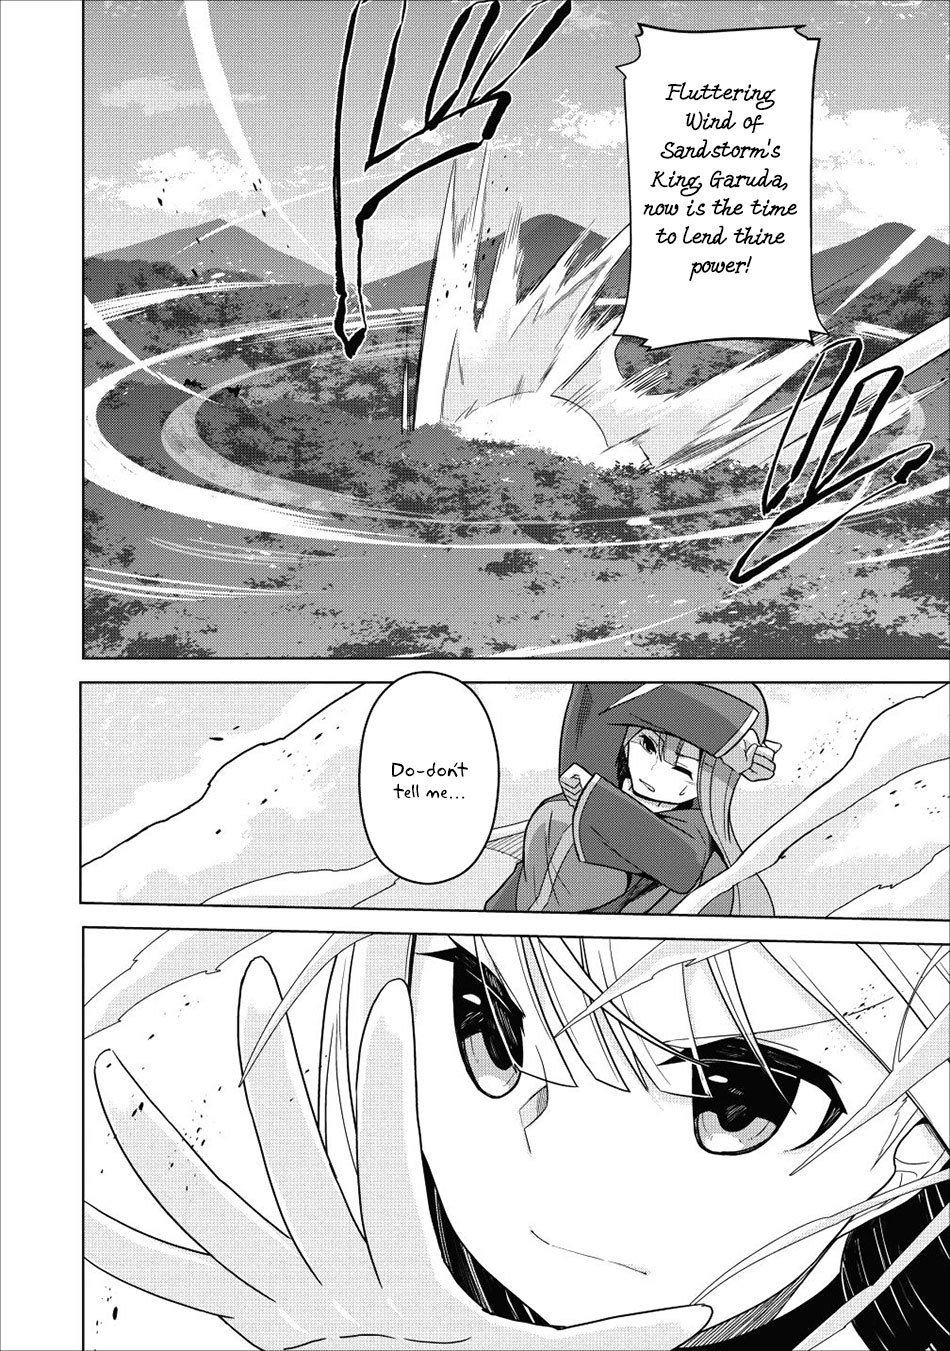 Fluttering
Wind of
Sandstorm's
King, Garuda,
now is the time
to lend thine
power!
Do-don't
tell me...